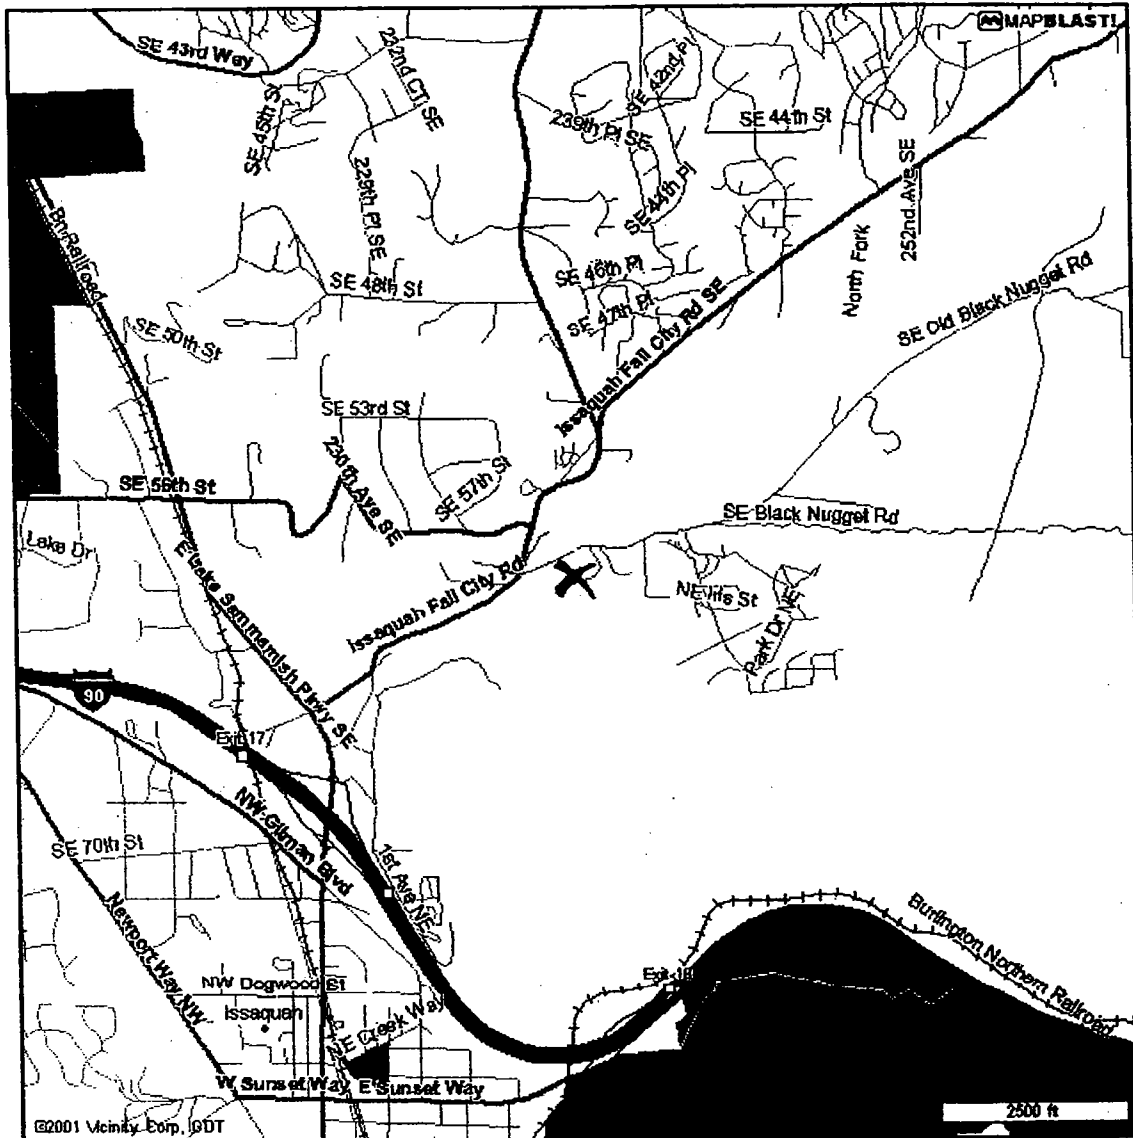 MAPBLAST!
SE 43rd Way
232nd CT SE
SE 42nd Pl
SE 45th St
239th Pl SE
SE 44th St
229th Pl SE
SE 44th Pl
252nd Ave SE
North Fork
Bn Railroad
SE 46th Pl
SE 48th St
SE 47th Pl
SE Old Black Nugget Rd
SE 50th St
Issaquah Fall City Rd SE
SE 53rd St
230th Ave SE
SE 57th St
SE 56th St
SE Black Nugget Rd
Lake Dr
E Lake Sammamish Pkwy SE
Issaquah Fall City Rd
NE Iris St
Park Dr NE
90
Exit 17
NW Gilman Blvd
SE 70th St
1st Ave NE
Newport Way NW
Burlington Northern Railroad
Exit 18
NW Dogwood St
Issaquah
E Creek Way
W Sunset Way
E Sunset Way
2500 ft
©2001 Vicinity Corp, GDT